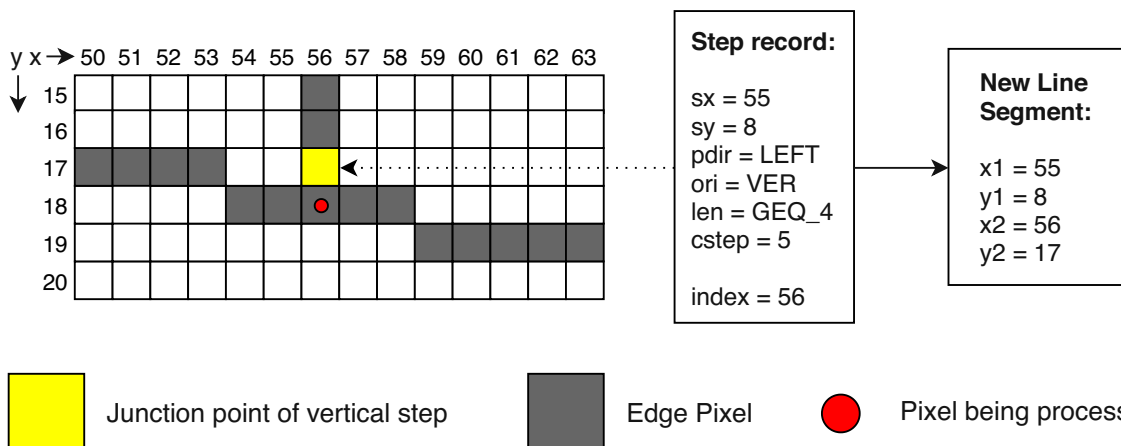 y x 50 51 52 53 54 55 56 57 58 59 60 61 62 63
15
16
17
18
19
20
Step record:
sx = 55
sy = 8
pdir = LEFT
ori = VER
len = GEQ_4
cstep = 5
index = 56
New Line
Segment:
x1 = 55
y1 = 8
x2 = 56
y2 = 17
Junction point of vertical step
Edge Pixel
Pixel being process